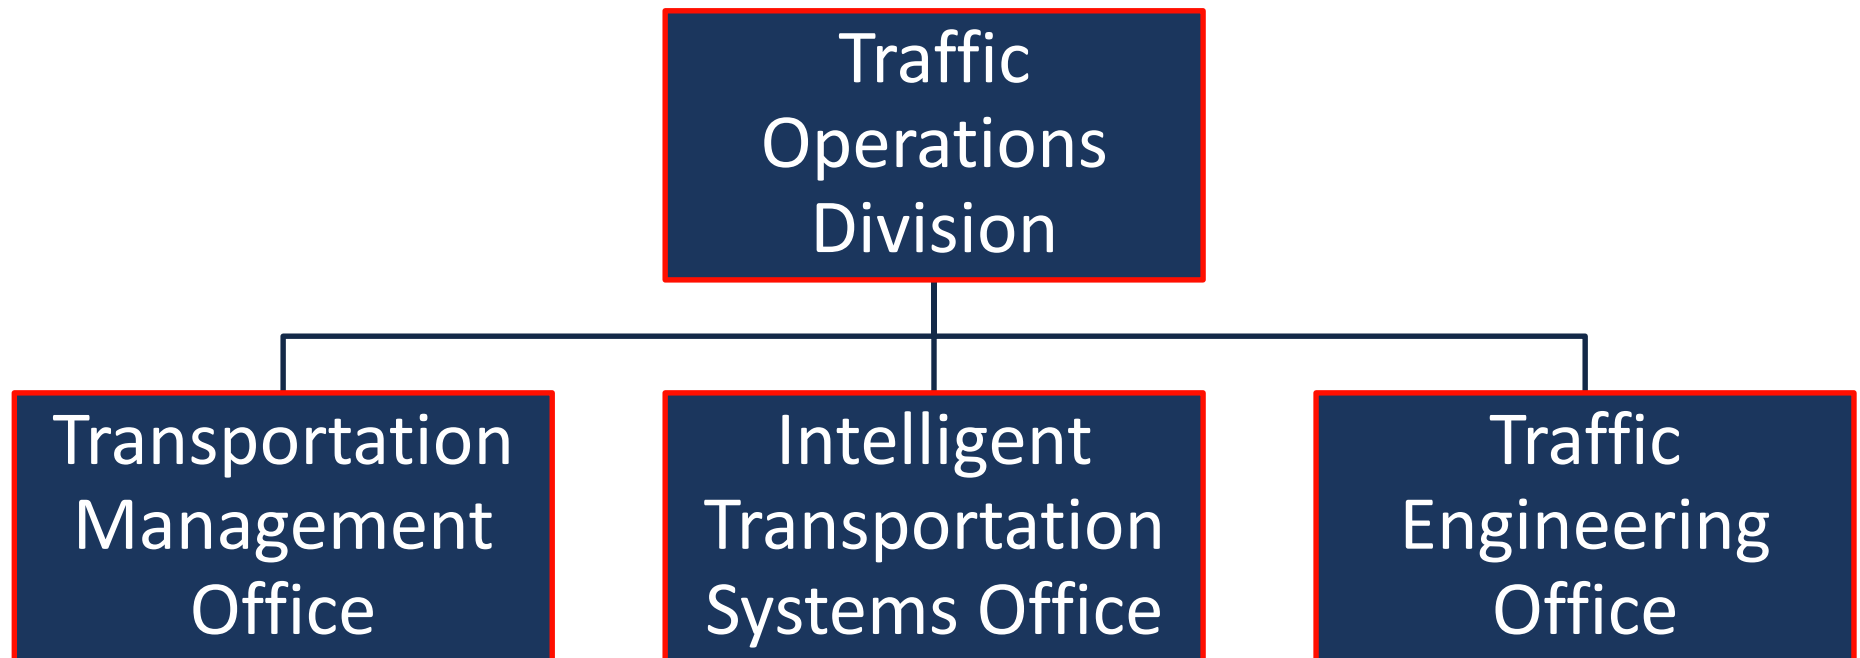 Traffic
Operations
Division
Transportation
Management
Office
Intelligent
Transportation
Systems Office
Traffic
Engineering
Office